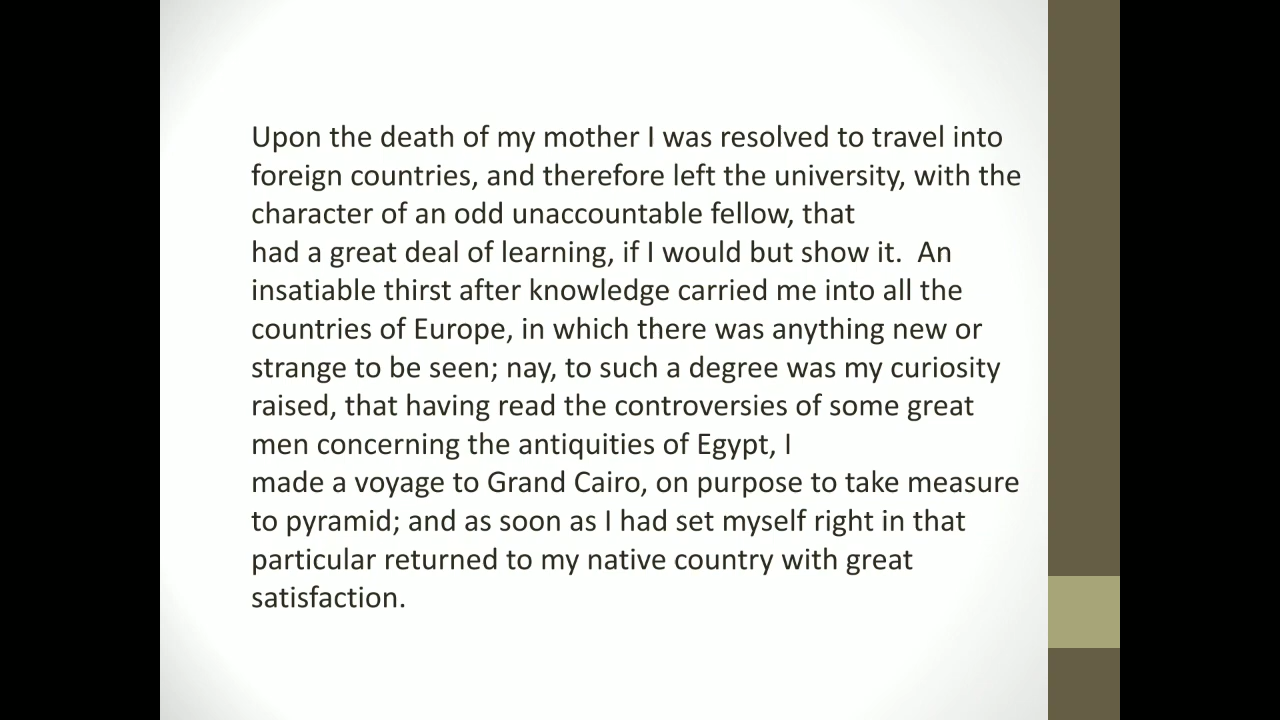 Upon the death of my mother I was resolved to travel into
foreign countries, and therefore left the university, with the
character of an odd unaccountable fellow, that
had a great deal of learning, if I would but show it.  An
insatiable thirst after knowledge carried me into all the
countries of Europe, in which there was anything new or
strange to be seen; nay, to such a degree was my curiosity
raised, that having read the controversies of some great
men concerning the antiquities of Egypt, I
made a voyage to Grand Cairo, on purpose to take measure
to pyramid; and as soon as I had set myself right in that
particular returned to my native country with great
satisfaction.